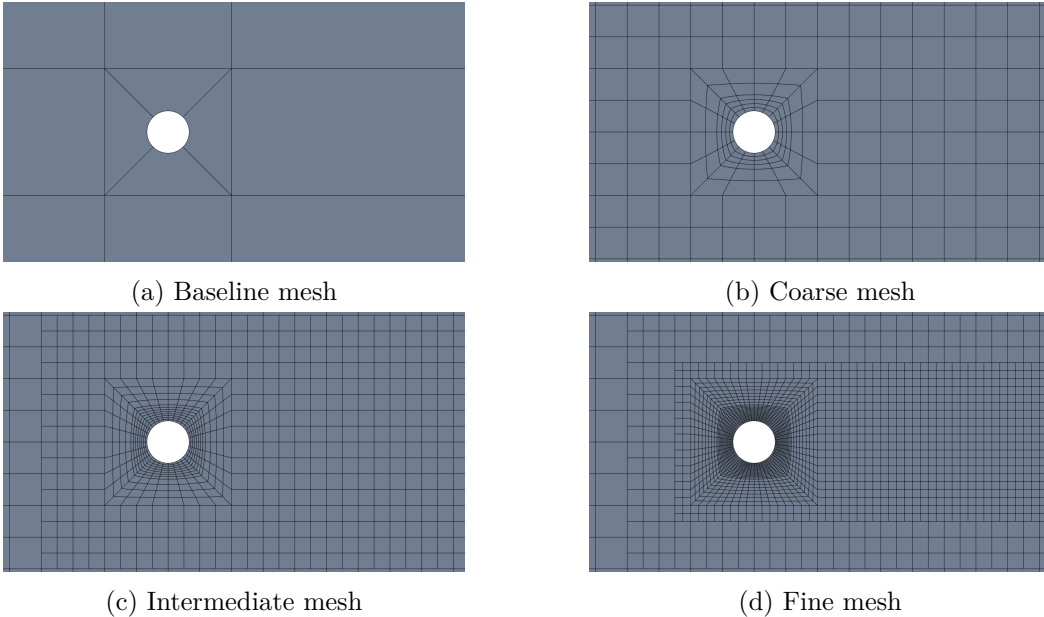 (a) Baseline mesh
(b) Coarse mesh
(c) Intermediate mesh
(d) Fine mesh